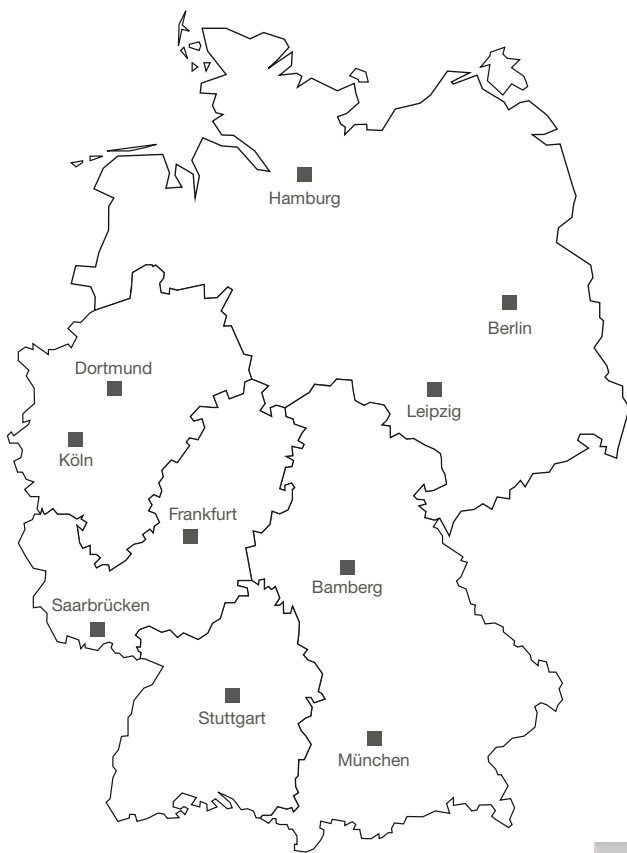 Hamburg
Berlin
Dortmund
Leipzig
Köln
Frankfurt
Bamberg
Saarbrücken
Stuttgart
München